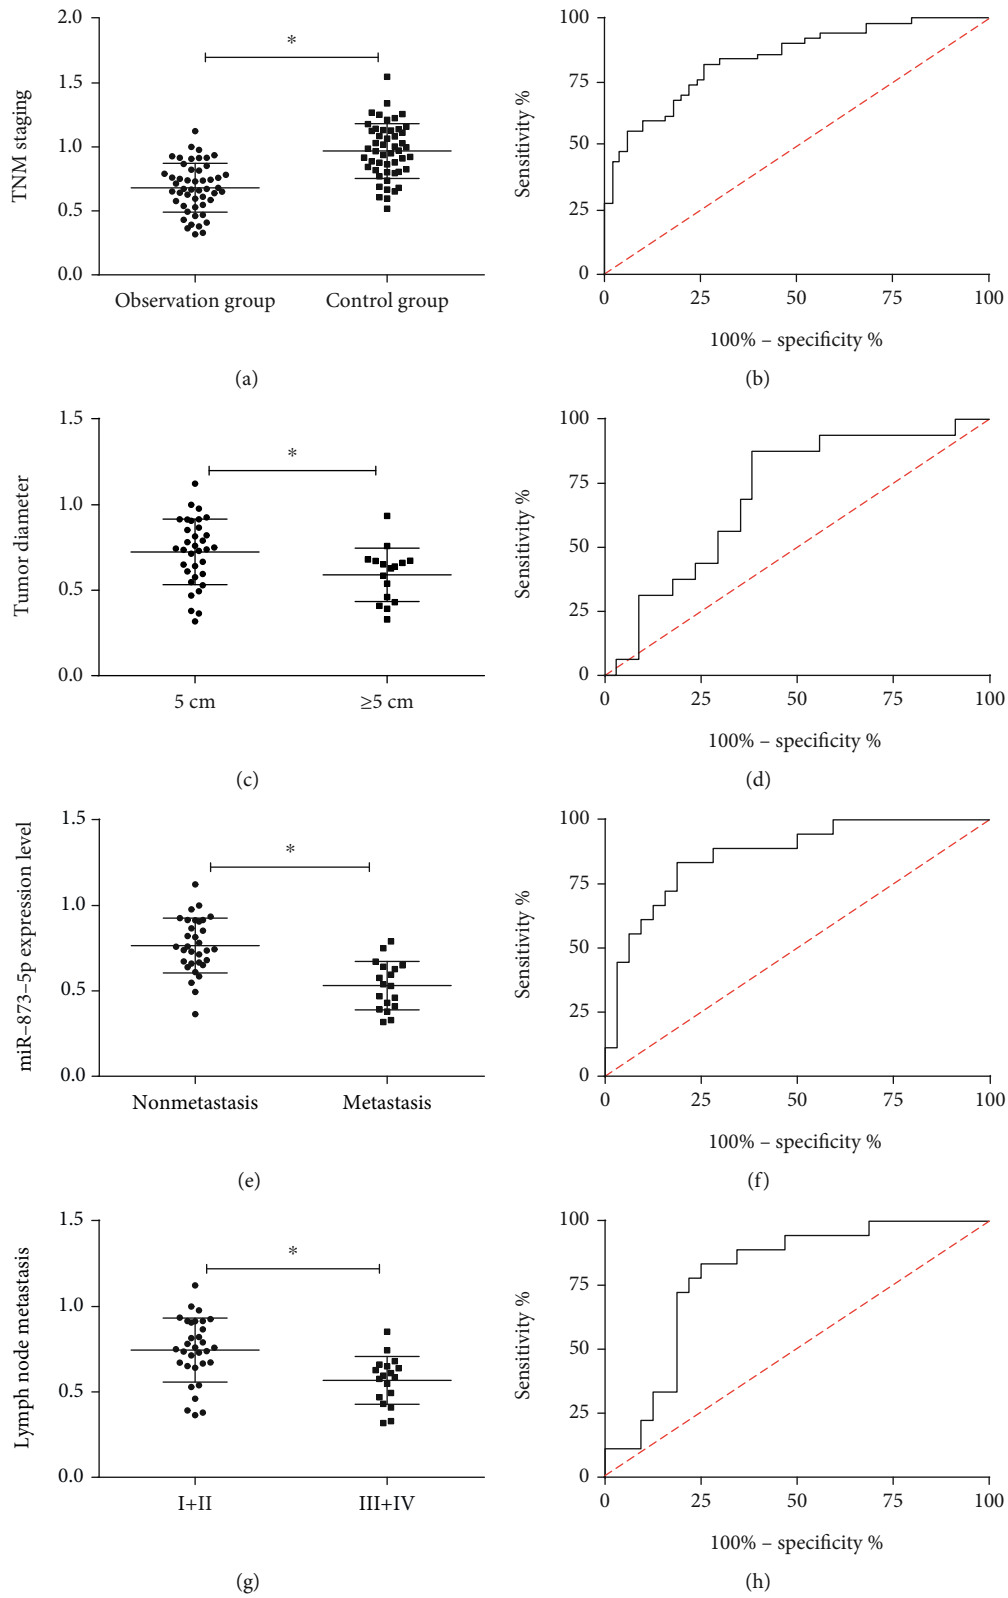 TNM staging
2.0
1.5
1.0
0.5
0.0
*
Observation group
Control group
(a)
Sensitivity %
100
75
50
25
0
0
25
50
75
100
100% – specificity %
(b)
Tumor diameter
1.5
1.0
0.5
0.0
*
5 cm
≥5 cm
(c)
Sensitivity %
100
75
50
25
0
0
25
50
75
100
100% – specificity %
(d)
miR–873–5p expression level
1.5
1.0
0.5
0.0
*
Nonmetastasis
Metastasis
(e)
Sensitivity %
100
75
50
25
0
0
25
50
75
100
100% – specificity %
(f)
Lymph node metastasis
1.5
1.0
0.5
0.0
*
I+II
III+IV
(g)
Sensitivity %
100
75
50
25
0
0
25
50
75
100
100% – specificity %
(h)